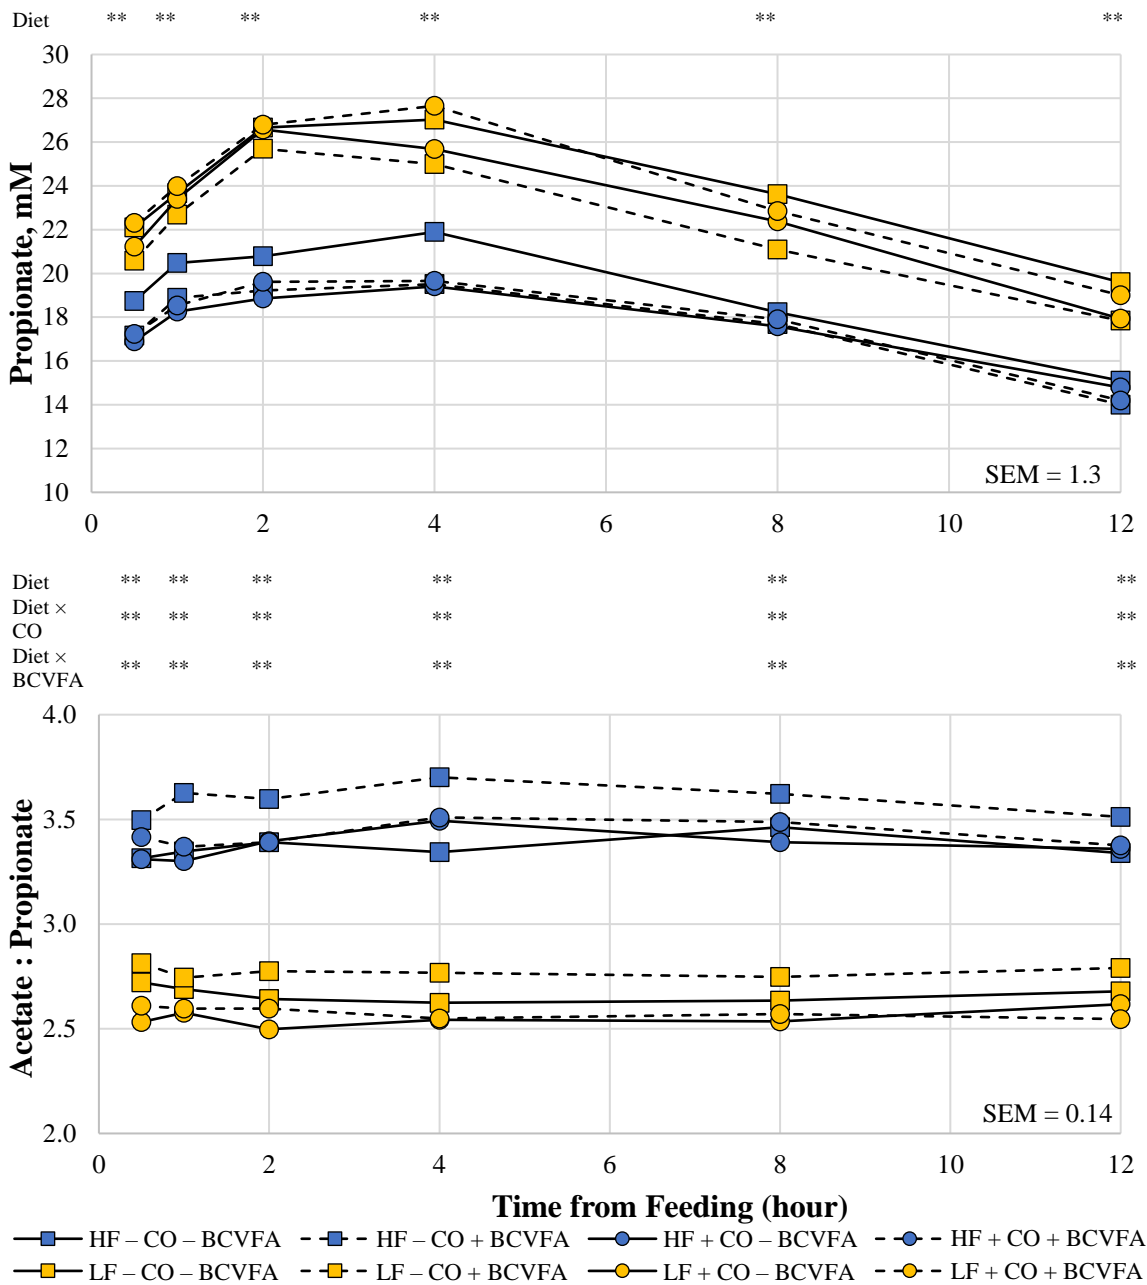 Diet ** ** ** ** ** **
30
28
26
24
22
20
18
16
14
12
10
Propionate, mM
SEM = 1.3
0 2 4 6 8 10 12
Diet ** ** ** ** ** **
Diet ×
CO ** ** ** ** ** **
Diet ×
BCVFA ** ** ** ** ** **
4.0
3.5
3.0
2.5
2.0
Acetate : Propionate
SEM = 0.14
0 2 4 6 8 10 12
Time from Feeding (hour)
HF – CO – BCVFA HF – CO + BCVFA HF + CO – BCVFA HF + CO + BCVFA
LF – CO – BCVFA LF – CO + BCVFA LF + CO – BCVFA LF + CO + BCVFA